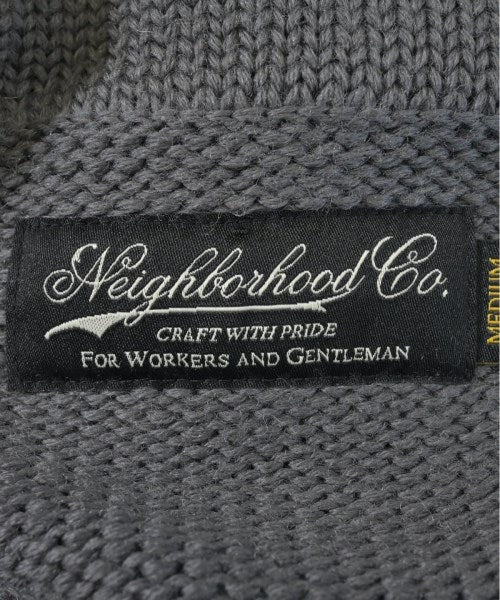 Neighborhood Co.
CRAFT WITH PRIDE
FOR WORKERS AND GENTLEMAN
MEDIUM